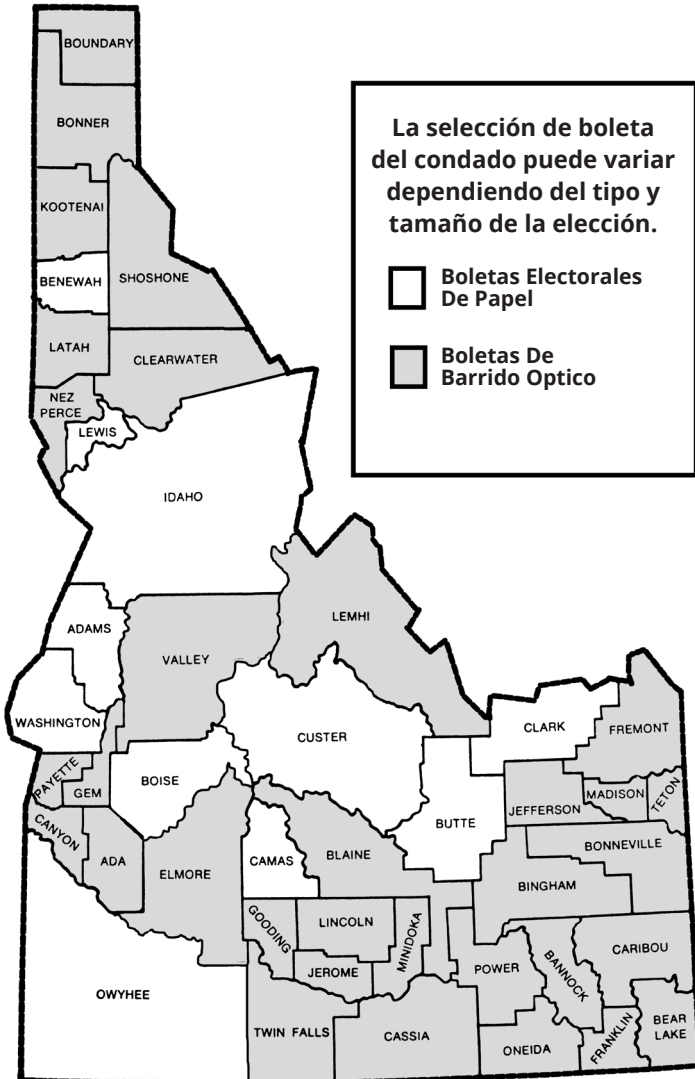 BOUNDARY
BONNER
La selección de boleta
del condado puede variar
dependiendo del tipo y
tamaño de la elección.
KOOTENAI
BENEWAH
SHOSHONE
Boletas Electorales
De Papel
LATAH
CLEARWATER
Boletas De
Barrido Optico
NEZ
PERCE
LEWIS
IDAHO
LEMHI
ADAMS
VALLEY
WASHINGTON
CUSTER
CLARK
FREMONT
PAYETTE
GEM
BOISE
BUTTE
JEFFERSON
MADISON
TETON
CANYON
ADA
ELMORE
CAMAS
BLAINE
BONNEVILLE
BINGHAM
GOODING
LINCOLN
MINIDOKA
JEROME
POWER
BANNOCK
CARIBOU
OWYHEE
TWIN FALLS
CASSIA
ONEIDA
FRANKLIN
BEAR
LAKE